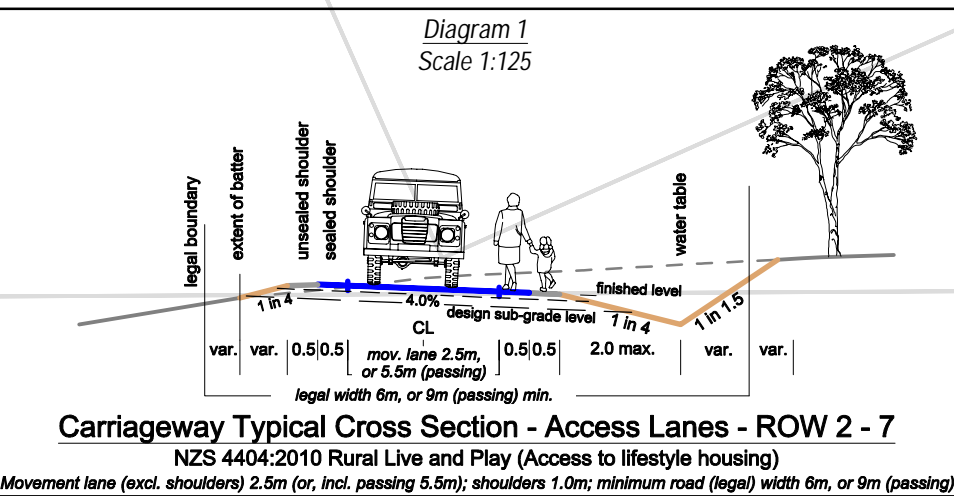 Diagram 1
Scale 1:125
legal boundary
extent of batter
unsealed shoulder
sealed shoulder
water table
1 in 4
4.0%
finished level
design sub-grade level
1 in 4
1 in 1.5
CL
var. var. 0.5 0.5 mov. lane 2.5m, 0.5 0.5 2.0 max. var. var.
or 5.5m (passing)
legal width 6m, or 9m (passing) min.
Carriageway Typical Cross Section - Access Lanes - ROW 2 - 7
NZS 4404:2010 Rural Live and Play (Access to lifestyle housing)
Movement lane (excl. shoulders) 2.5m (or, incl. passing 5.5m); shoulders 1.0m; minimum road (legal) width 6m, or 9m (passing)